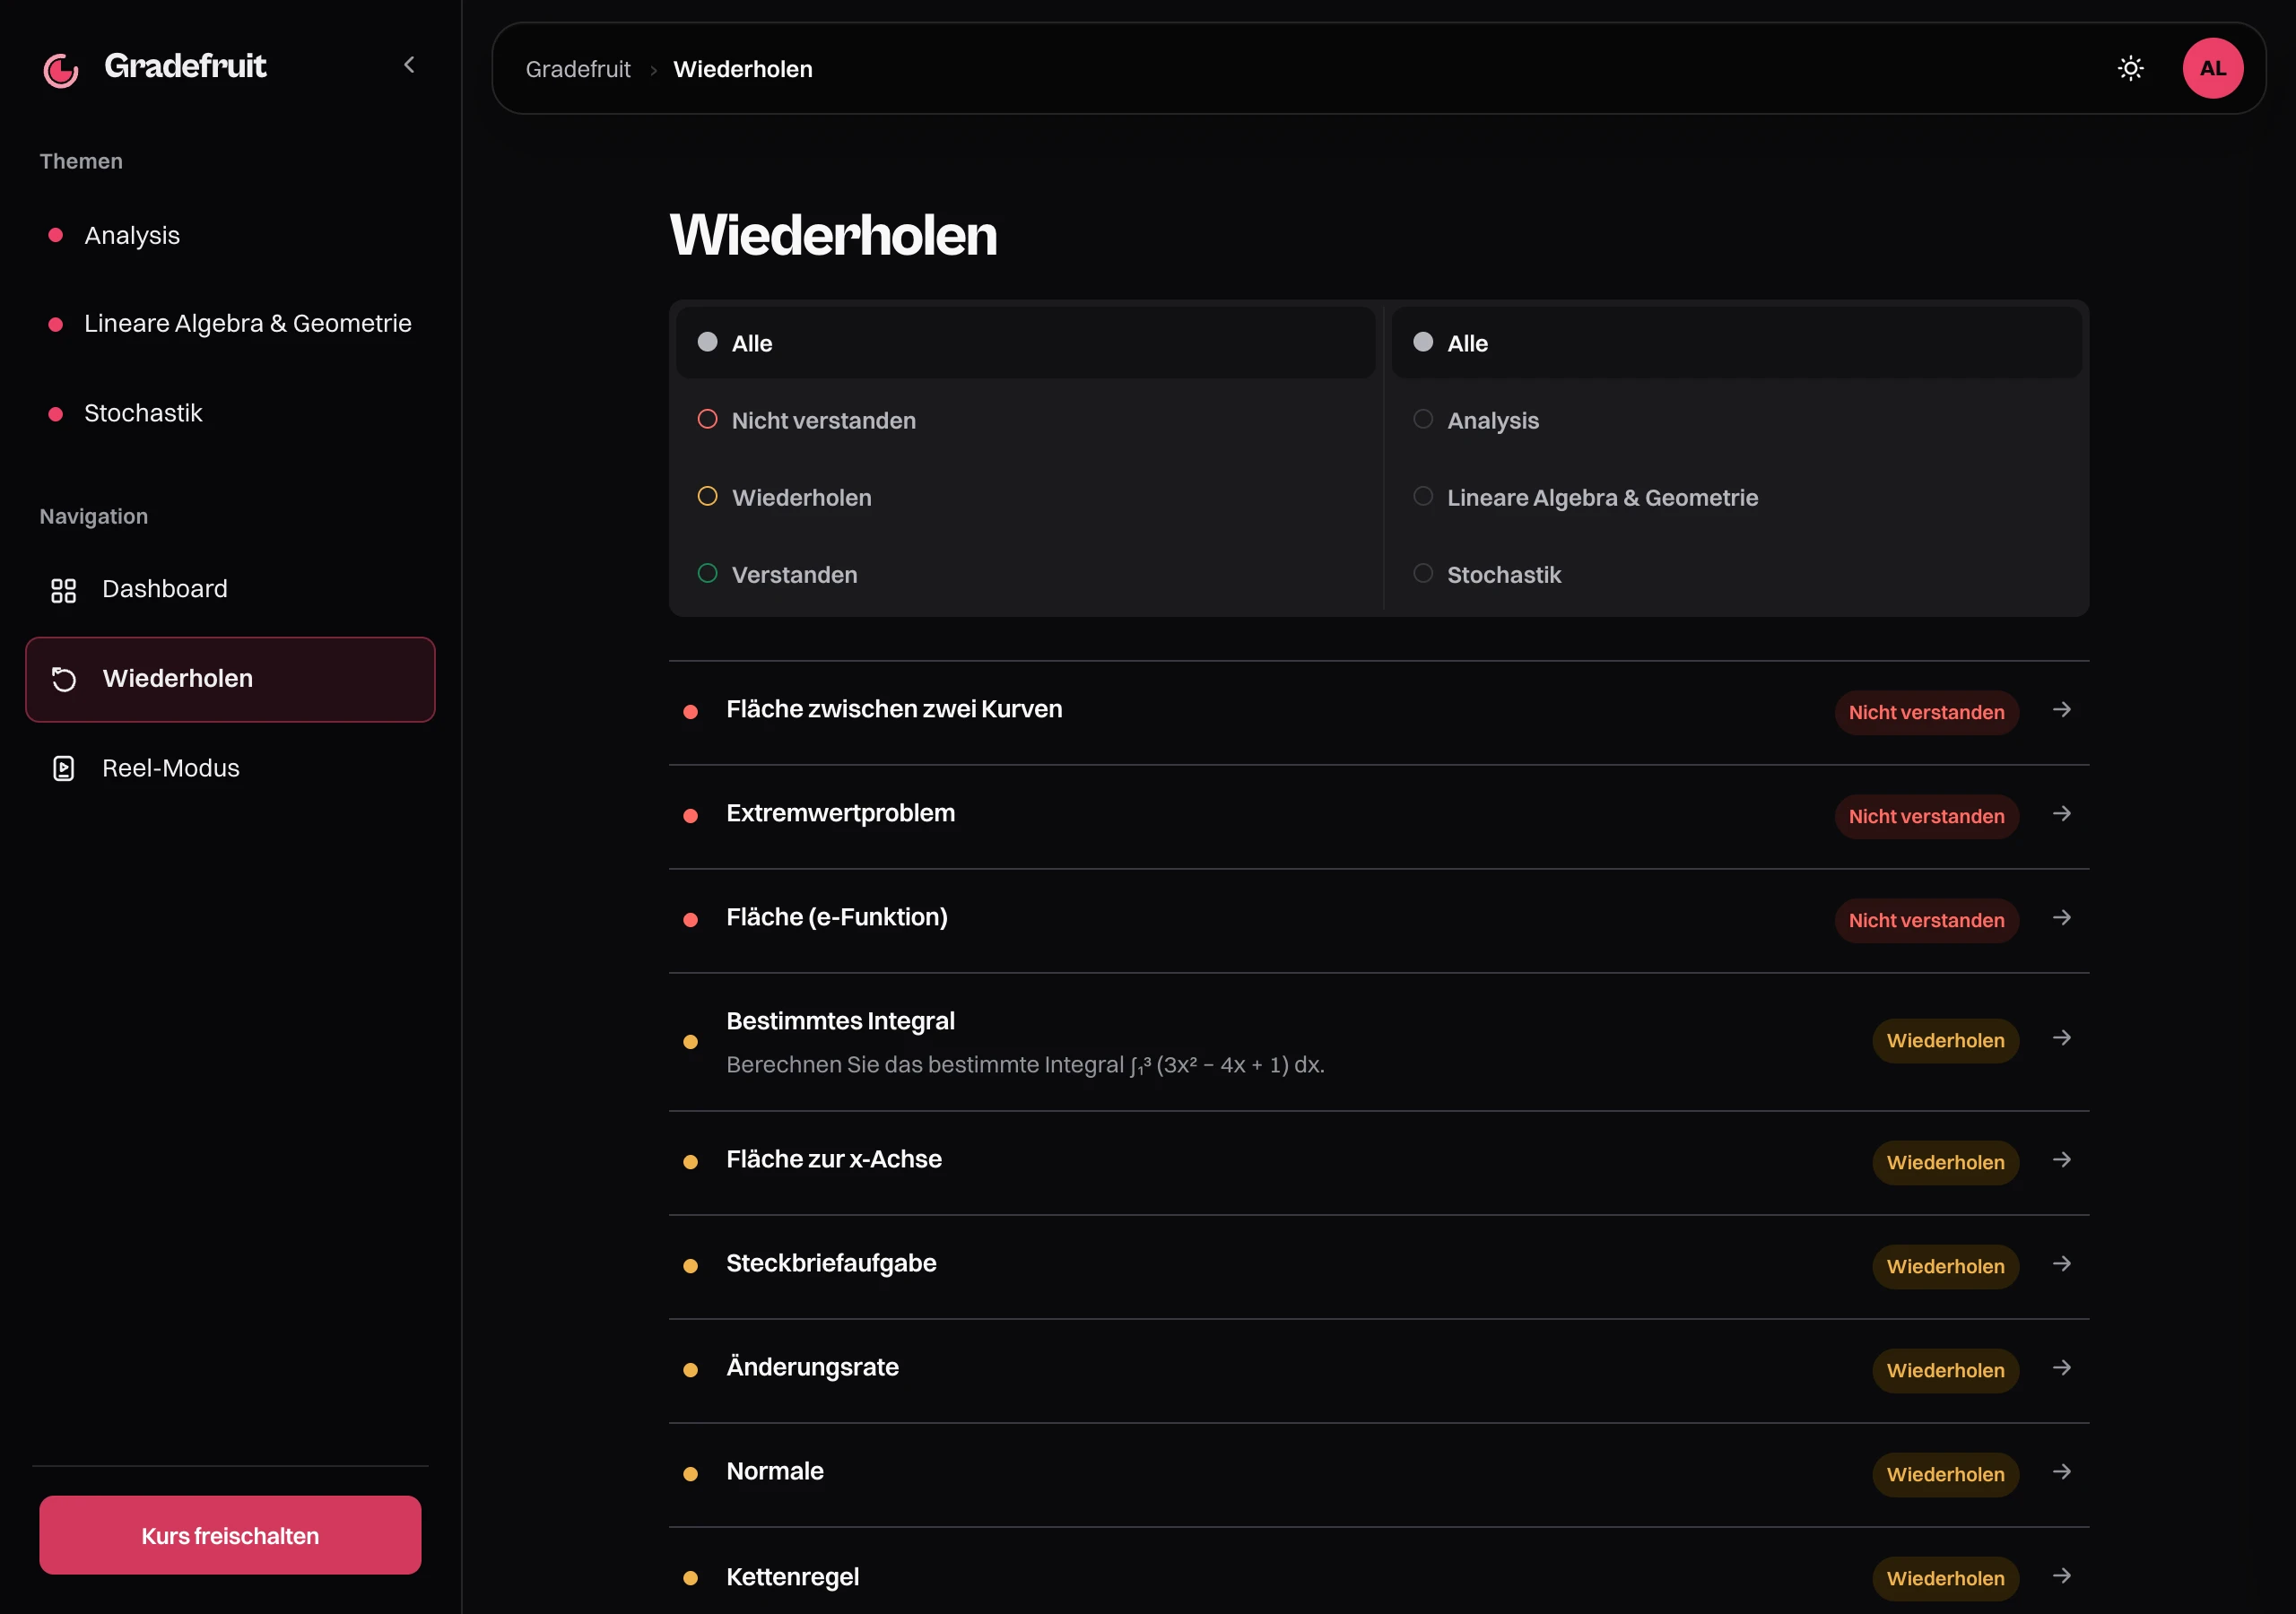 Gradefruit
Themen
Analysis
Lineare Algebra & Geometrie
Stochastik
Navigation
Dashboard
Wiederholen
Reel-Modus
Kurs freischalten
Gradefruit › Wiederholen
AL
Wiederholen
Alle
Nicht verstanden
Wiederholen
Verstanden
Alle
Analysis
Lineare Algebra & Geometrie
Stochastik
Fläche zwischen zwei Kurven Nicht verstanden
Extremwertproblem Nicht verstanden
Fläche (e-Funktion) Nicht verstanden
Bestimmtes Integral Wiederholen
Berechnen Sie das bestimmte Integral ∫₁³ (3x² − 4x + 1) dx.
Fläche zur x-Achse Wiederholen
Steckbriefaufgabe Wiederholen
Änderungsrate Wiederholen
Normale Wiederholen
Kettenregel Wiederholen